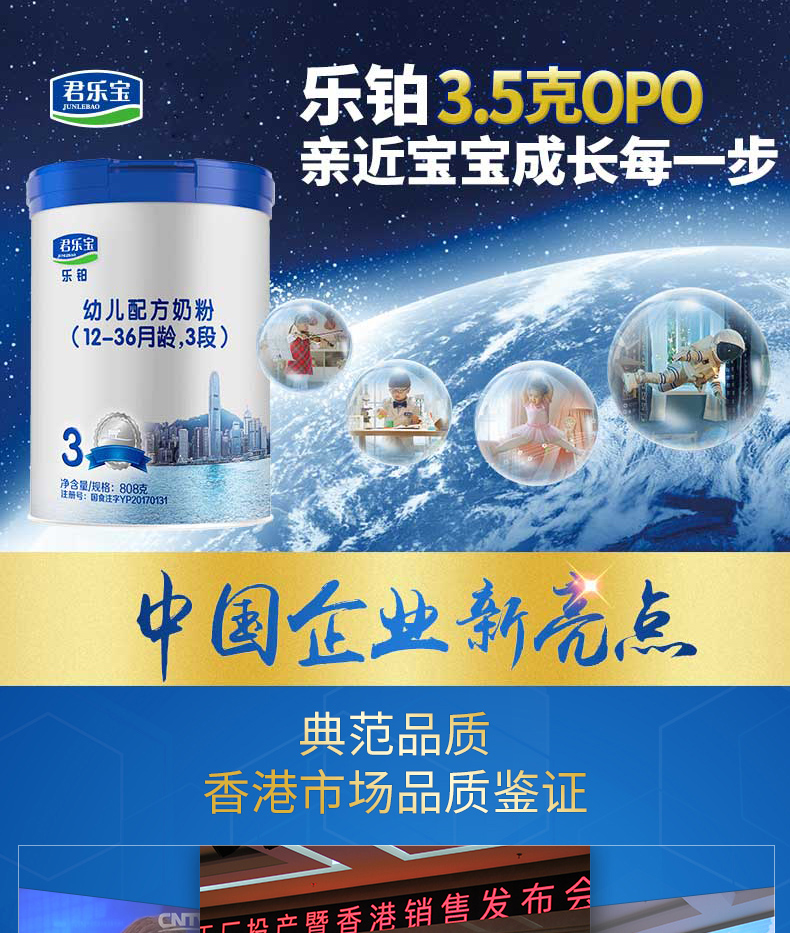 君乐宝
JUNLEBAO
乐铂3.5克OPO
亲近宝宝成长每一步
君乐宝
JUNLEBAO
乐铂
幼儿配方奶粉
（12-36月龄,3段）
3
净含量/规格：808克
注册号：国食注字YP20170131
中国企业新亮点
典范品质
香港市场品质鉴证
CNT
工厂投产暨香港销售发布会